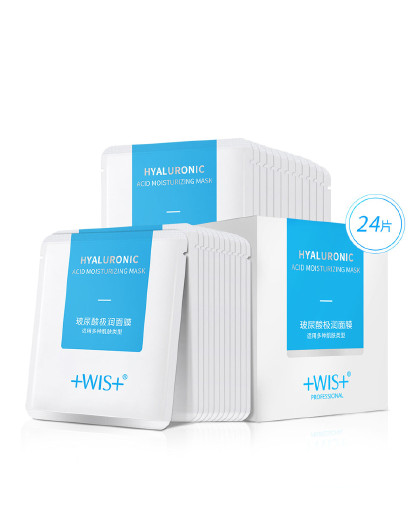 HYALURONIC
ACID MOISTURIZING MASK
24片
HYALURONIC
ACID MOISTURIZING MASK
玻尿酸极润面膜
适用多种肌肤类型
+WIS+®
HYALURONIC
ACID MOISTURIZING MASK
玻尿酸极润面膜
适用多种肌肤类型
+WIS+®
PROFESSIONAL